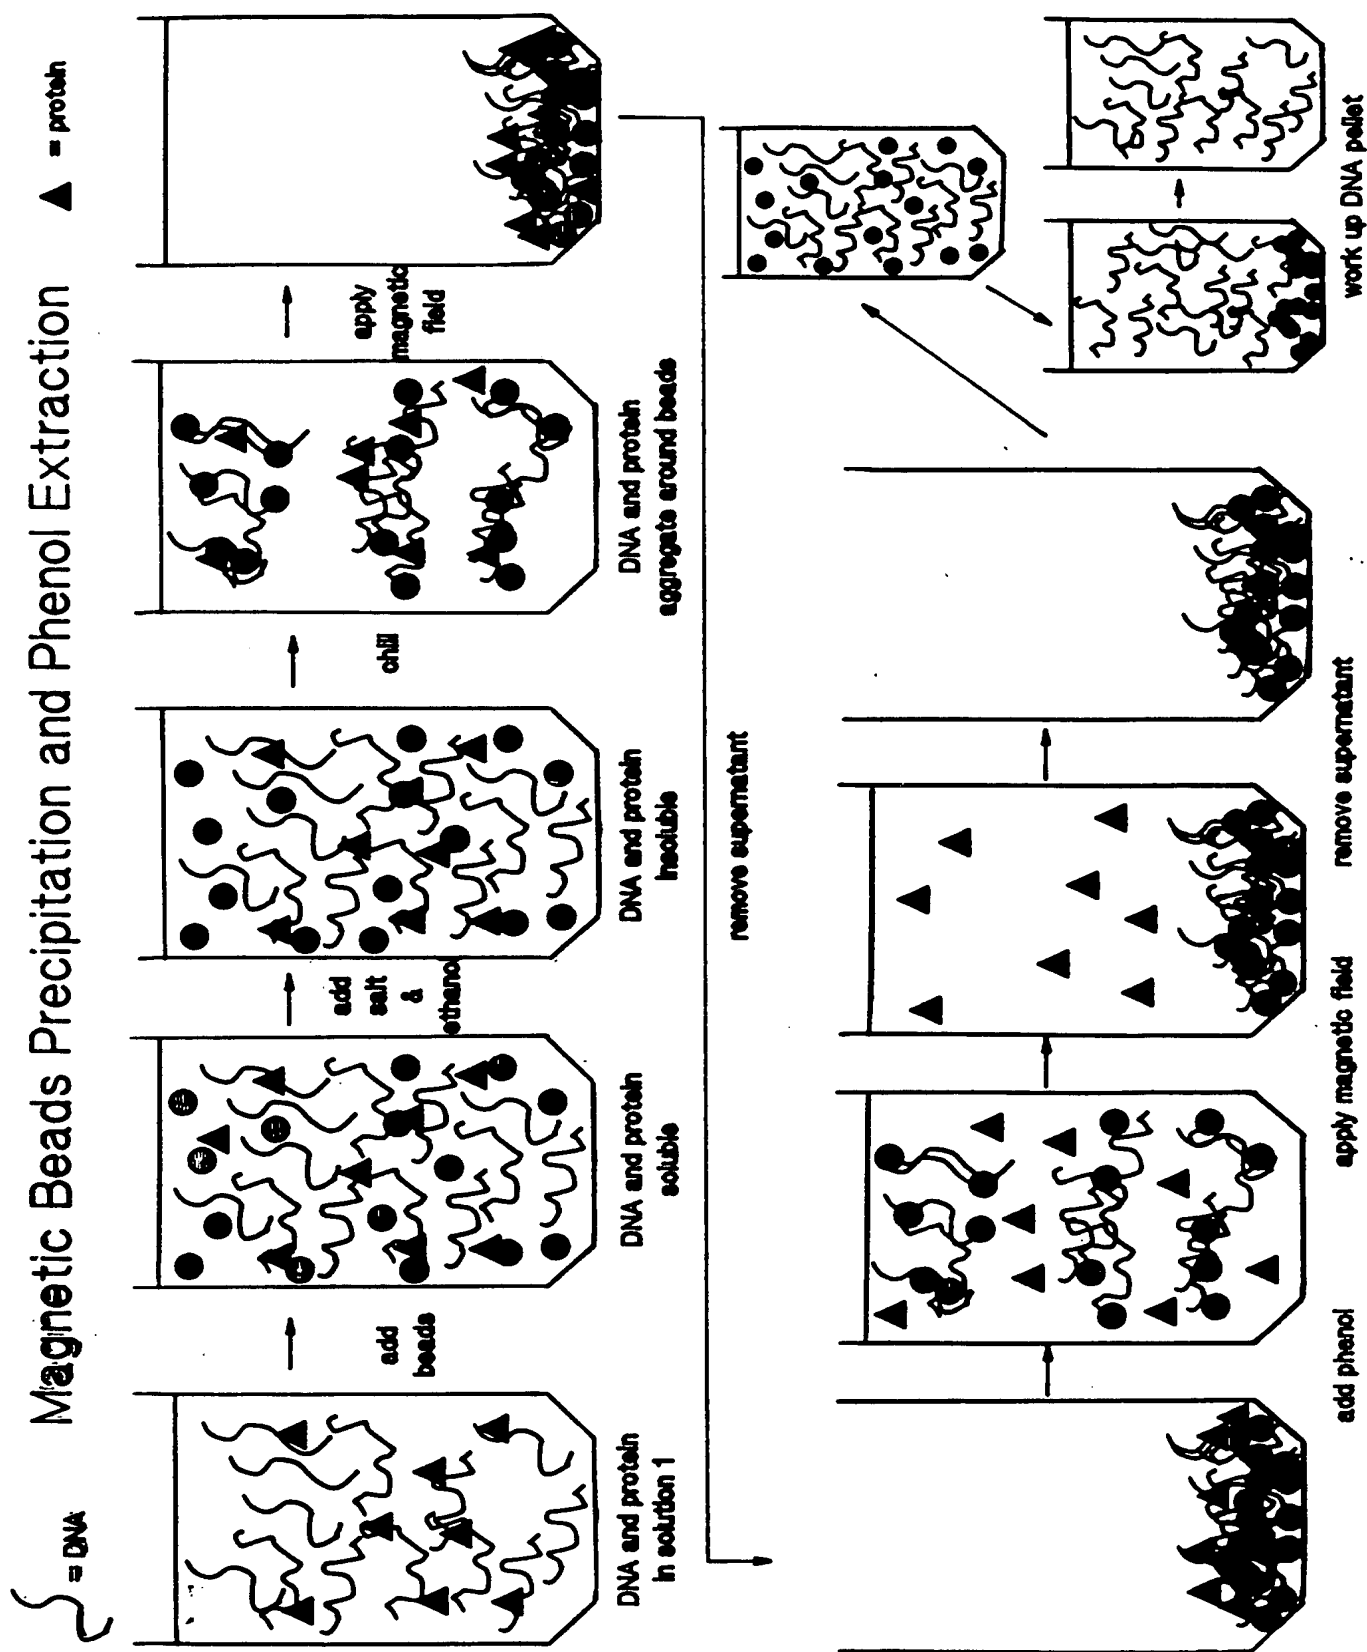 Magnetic Beads Precipitation and Phenol Extraction
= DNA
= protein
add
beads
add
salt
&
ethanol
chill
apply
magnetic
field
DNA and protein
in solution 1
DNA and protein
soluble
DNA and protein
insoluble
DNA and protein
aggregate around beads
remove supernatant
add phenol
apply magnetic field
remove supernatant
work up DNA pellet